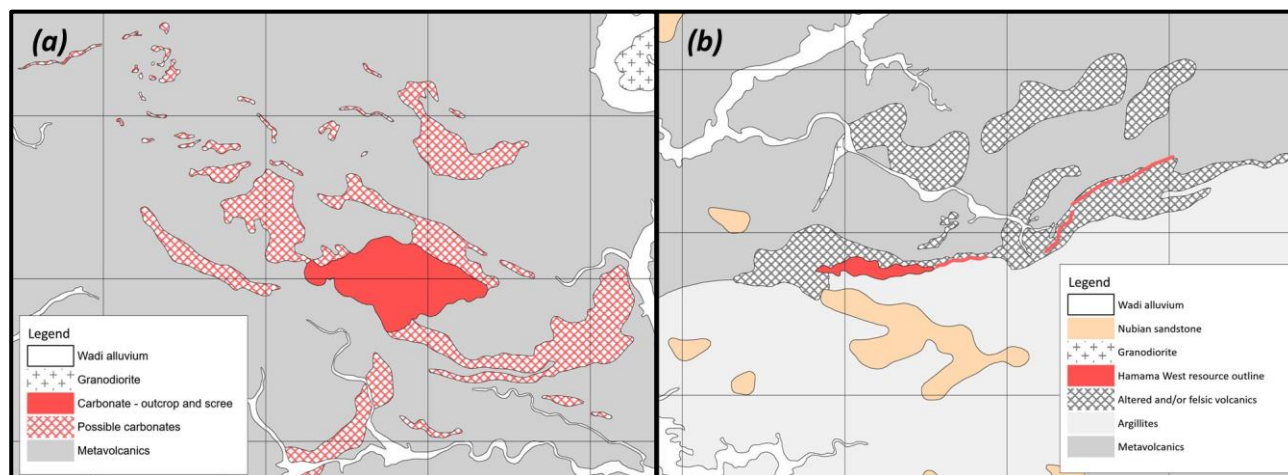 (a)
Legend
Wadi alluvium
Granodiorite
Carbonate - outcrop and scree
Possible carbonates
Metavolcanics
(b)
Legend
Wadi alluvium
Nubian sandstone
Granodiorite
Hamama West resource outline
Altered and/or felsic volcanics
Argillites
Metavolcanics